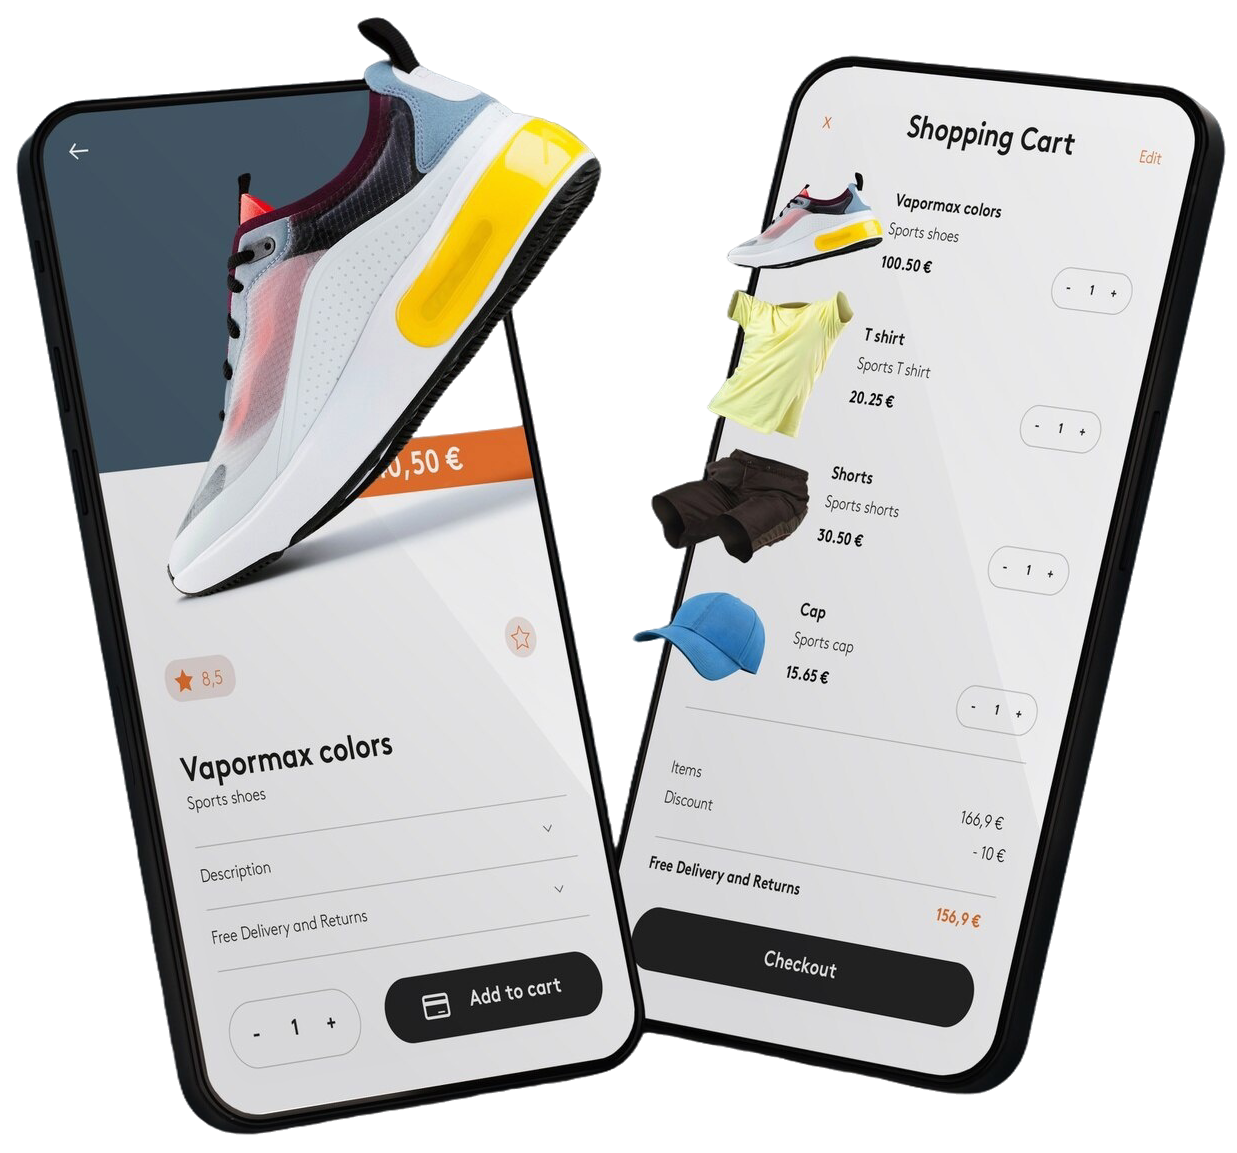 0,50 €
8,5
Vapormax colors
Sports shoes
Description
Free Delivery and Returns
- 1 +
Add to cart
X
Shopping Cart
Edit
Vapormax colors
Sports shoes
100.50 €
- 1 +
T shirt
Sports T shirt
20.25 €
- 1 +
Shorts
Sports shorts
30.50 €
- 1 +
Cap
Sports cap
15.65 €
- 1 +
Items
166,9 €
Discount
- 10 €
Free Delivery and Returns
156,9 €
Checkout